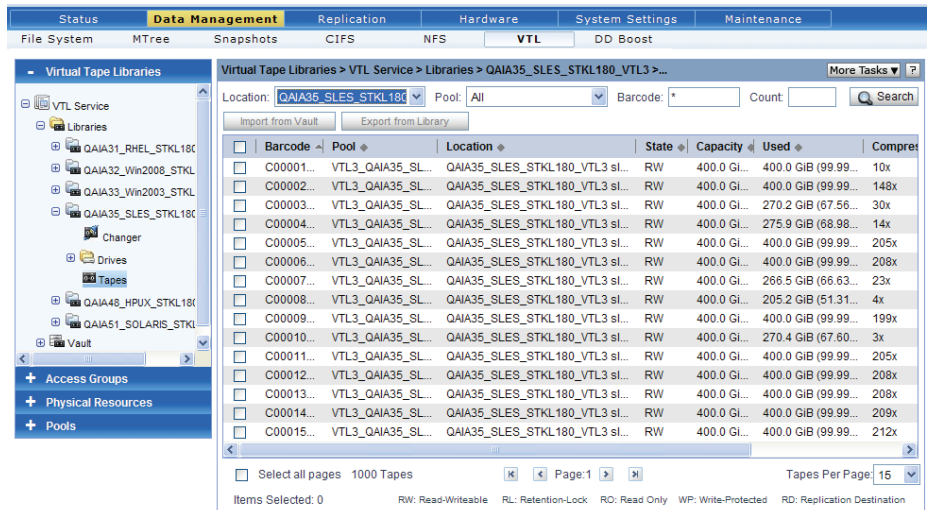 Status Data Management Replication Hardware System Settings Maintenance
File System MTree Snapshots CIFS NFS VTL DD Boost
- Virtual Tape Libraries
VTL Service
Libraries
QAIA31_RHEL_STKL180
QAIA32_Win2008_STKL
QAIA33_Win2003_STKL
QAIA35_SLES_STKL180
Changer
Drives
Tapes
QAIA48_HPUX_STKL180
QAIA51_SOLARIS_STKL
Vault
+ Access Groups
+ Physical Resources
+ Pools
Virtual Tape Libraries > VTL Service > Libraries > QAIA35_SLES_STKL180_VTL3 >... More Tasks ?
Location: QAIA35_SLES_STKL180 Pool: All Barcode: * Count: Search
Import from Vault Export from Library
Barcode Pool Location State Capacity Used Compres
C00001... VTL3_QAIA35_SL... QAIA35_SLES_STKL180_VTL3 sl... RW 400.0 Gi... 400.0 GiB (99.99... 10x
C00002... VTL3_QAIA35_SL... QAIA35_SLES_STKL180_VTL3 sl... RW 400.0 Gi... 400.0 GiB (99.99... 148x
C00003... VTL3_QAIA35_SL... QAIA35_SLES_STKL180_VTL3 sl... RW 400.0 Gi... 270.2 GiB (67.56... 30x
C00004... VTL3_QAIA35_SL... QAIA35_SLES_STKL180_VTL3 sl... RW 400.0 Gi... 275.9 GiB (68.98... 14x
C00005... VTL3_QAIA35_SL... QAIA35_SLES_STKL180_VTL3 sl... RW 400.0 Gi... 400.0 GiB (99.99... 205x
C00006... VTL3_QAIA35_SL... QAIA35_SLES_STKL180_VTL3 sl... RW 400.0 Gi... 400.0 GiB (99.99... 208x
C00007... VTL3_QAIA35_SL... QAIA35_SLES_STKL180_VTL3 sl... RW 400.0 Gi... 266.5 GiB (66.63... 23x
C00008... VTL3_QAIA35_SL... QAIA35_SLES_STKL180_VTL3 sl... RW 400.0 Gi... 205.2 GiB (51.31... 4x
C00009... VTL3_QAIA35_SL... QAIA35_SLES_STKL180_VTL3 sl... RW 400.0 Gi... 400.0 GiB (99.99... 199x
C00010... VTL3_QAIA35_SL... QAIA35_SLES_STKL180_VTL3 sl... RW 400.0 Gi... 270.4 GiB (67.60... 3x
C00011... VTL3_QAIA35_SL... QAIA35_SLES_STKL180_VTL3 sl... RW 400.0 Gi... 400.0 GiB (99.99... 205x
C00012... VTL3_QAIA35_SL... QAIA35_SLES_STKL180_VTL3 sl... RW 400.0 Gi... 400.0 GiB (99.99... 208x
C00013... VTL3_QAIA35_SL... QAIA35_SLES_STKL180_VTL3 sl... RW 400.0 Gi... 400.0 GiB (99.99... 208x
C00014... VTL3_QAIA35_SL... QAIA35_SLES_STKL180_VTL3 sl... RW 400.0 Gi... 400.0 GiB (99.99... 209x
C00015... VTL3_QAIA35_SL... QAIA35_SLES_STKL180_VTL3 sl... RW 400.0 Gi... 400.0 GiB (99.99... 212x
Select all pages 1000 Tapes Page:1 Tapes Per Page: 15
Items Selected: 0 RW: Read-Writeable RL: Retention-Lock RO: Read Only WP: Write-Protected RD: Replication Destination